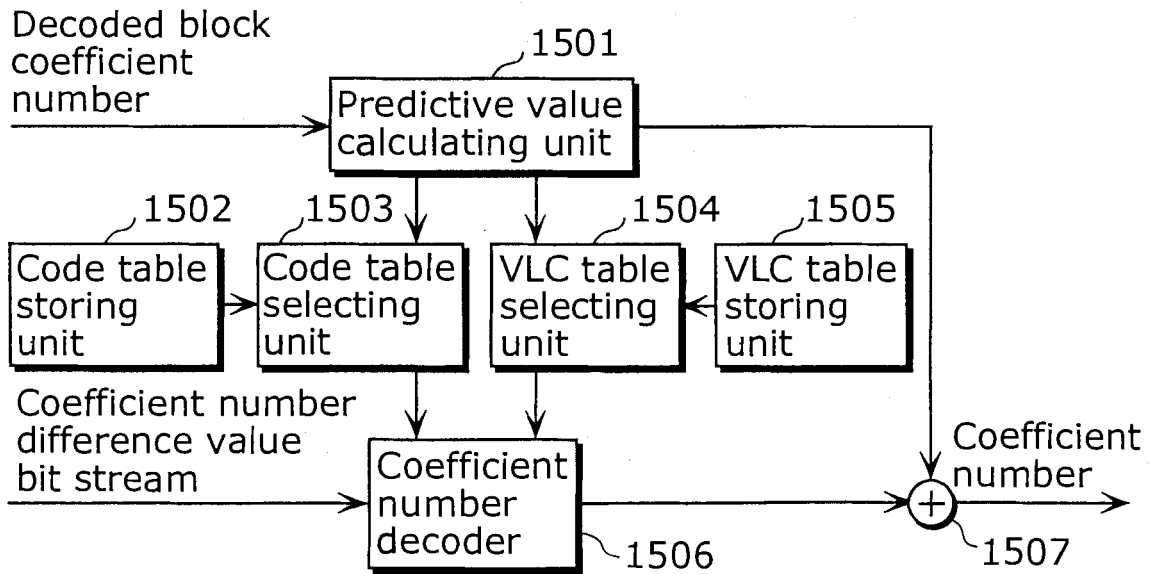 Decoded block
coefficient
number
1501
Predictive value
calculating unit
1502
1503
1504
1505
Code table
storing
unit
Code table
selecting
unit
VLC table
selecting
unit
VLC table
storing
unit
Coefficient number
difference value
bit stream
Coefficient
number
decoder
1506
Coefficient
number
+
1507